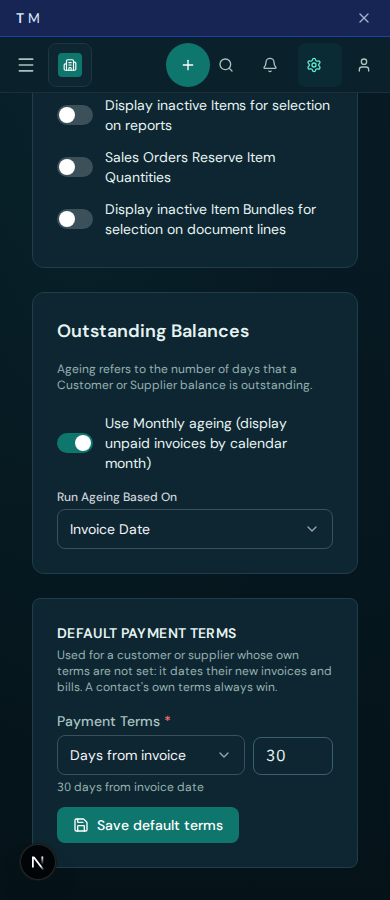 T M
Display inactive Items for selection
on reports
Sales Orders Reserve Item
Quantities
Display inactive Item Bundles for
selection on document lines
Outstanding Balances
Ageing refers to the number of days that a
Customer or Supplier balance is outstanding.
Use Monthly ageing (display
unpaid invoices by calendar
month)
Run Ageing Based On
Invoice Date
DEFAULT PAYMENT TERMS
Used for a customer or supplier whose own
terms are not set: it dates their new invoices and
bills. A contact's own terms always win.
Payment Terms *
Days from invoice
30
30 days from invoice date
Save default terms
N